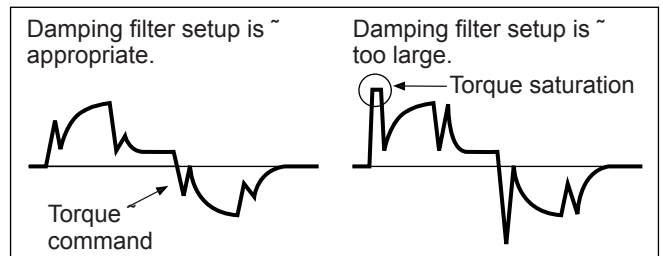 Damping filter setup is ˜
appropriate.
Damping filter setup is ˜
too large.
Torque saturation
Torque ˜
command